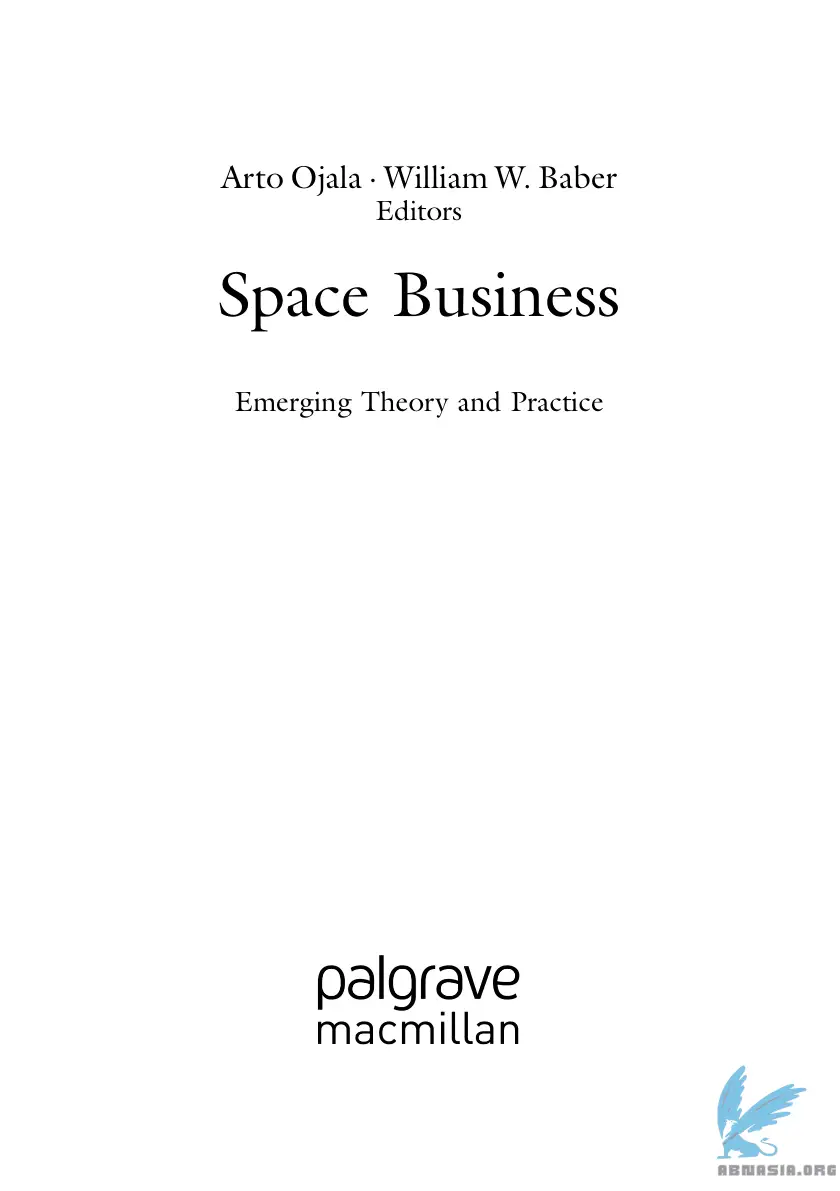 Arto Ojala · William W. Baber
Editors
Space Business
Emerging Theory and Practice
palgrave
macmillan
ABNASIA.ORG